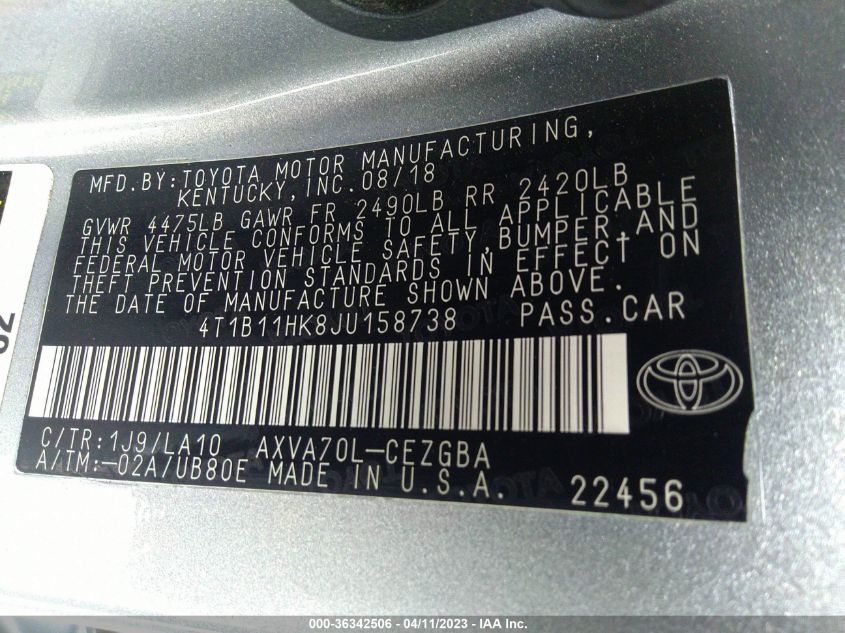 MFD.BY:TOYOTA MOTOR MANUFACTURING,
KENTUCKY,INC.08/18
GVWR 4475LB GAWR FR 2490LB RR 2420LB
THIS VEHICLE CONFORMS TO ALL APPLICABLE
FEDERAL MOTOR VEHICLE SAFETY,BUMPER,AND
THEFT PREVENTION STANDARDS IN EFFECT ON
THE DATE OF MANUFACTURE SHOWN ABOVE.
4T1B11HK8JU158738 PASS.CAR
C/TR:1J9/LA10 AXVA70L-CEZGBA
A/TM:-02A/UB80E MADE IN U.S.A. 22456
000-36342506 - 04/11/2023 - IAA Inc.